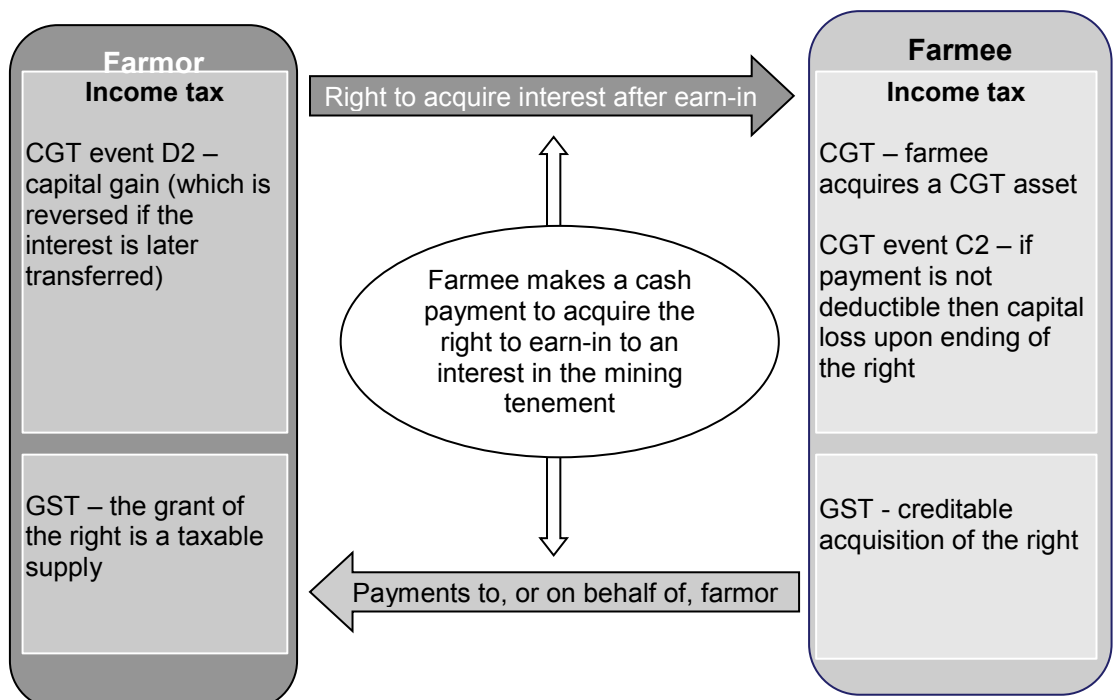 Farmor
Income tax
CGT event D2 –
capital gain (which is
reversed if the
interest is later
transferred)
GST – the grant of
the right is a taxable
supply
Right to acquire interest after earn-in
Farmee makes a cash
payment to acquire the
right to earn-in to an
interest in the mining
tenement
Payments to, or on behalf of, farmor
Farmee
Income tax
CGT – farmee
acquires a CGT asset
CGT event C2 – if
payment is not
deductible then capital
loss upon ending of
the right
GST - creditable
acquisition of the right